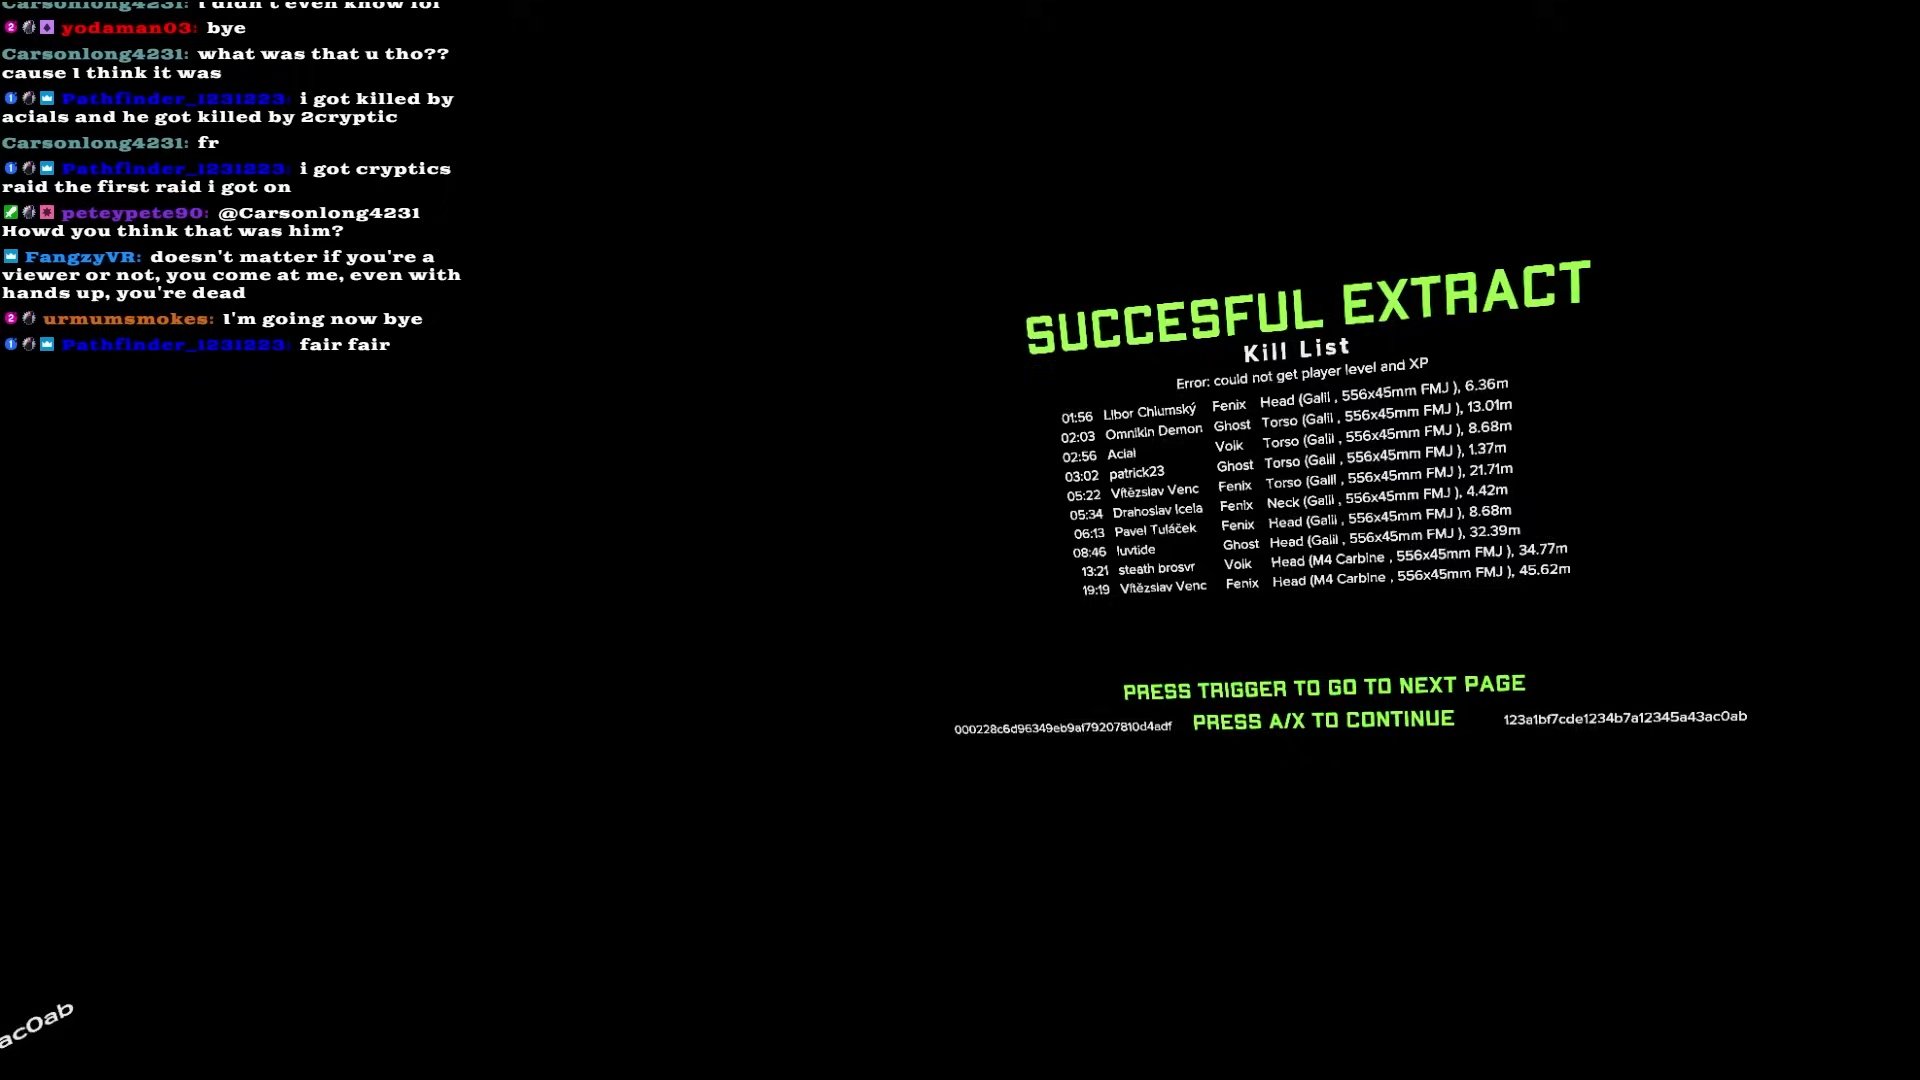 Carsonlong4231: i didn't even know lol
yodaman03: bye
Carsonlong4231: what was that u tho??
cause I think it was
Pathfinder_1231223: i got killed by
acials and he got killed by 2cryptic
Carsonlong4231: fr
Pathfinder_1231223: i got cryptics
raid the first raid i got on
peteypete90: @Carsonlong4231
Howd you think that was him?
FangzyVR: doesn't matter if you're a
viewer or not, you come at me, even with
hands up, you're dead
urmumsmokes: I'm going now bye
Pathfinder_1231223: fair fair
SUCCESFUL EXTRACT
Kill List
Error: could not get player level and XP
01:56 Libor Chlumský Fenix Head (Galil , 556x45mm FMJ ), 6.36m
02:03 Omnikin Demon Ghost Torso (Galil , 556x45mm FMJ ), 13.01m
02:56 Acial Volk Torso (Galil , 556x45mm FMJ ), 8.68m
03:02 patrick23 Ghost Torso (Galil , 556x45mm FMJ ), 1.37m
05:22 Vítězslav Venc Fenix Torso (Galil , 556x45mm FMJ ), 21.71m
05:34 Drahoslav Icela Fenix Neck (Galil , 556x45mm FMJ ), 4.42m
06:13 Pavel Tuláček Fenix Head (Galil , 556x45mm FMJ ), 8.68m
08:46 luvtide Ghost Head (Galil , 556x45mm FMJ ), 32.39m
13:21 steath brosvr Volk Head (M4 Carbine , 556x45mm FMJ ), 34.77m
19:19 Vítězslav Venc Fenix Head (M4 Carbine , 556x45mm FMJ ), 45.62m
PRESS TRIGGER TO GO TO NEXT PAGE
000228c6d96349eb9af79207810d4adf PRESS A/X TO CONTINUE 123a1bf7cde1234b7a12345a43ac0ab
ac0ab